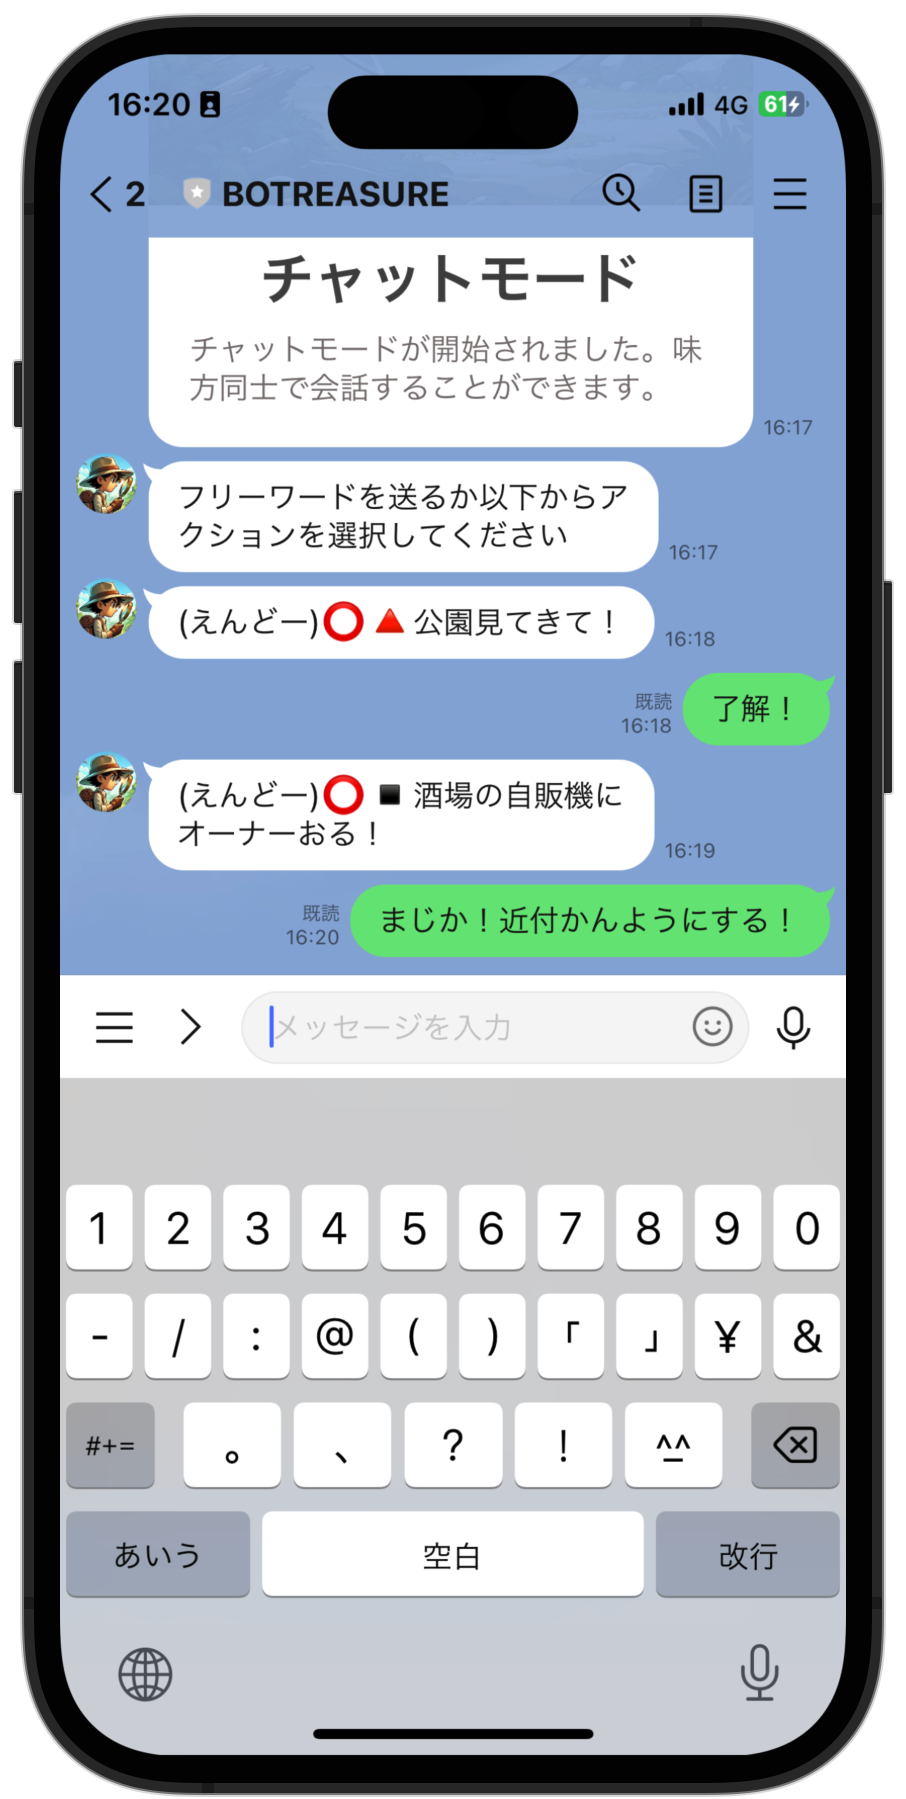 16:20
4G
61
2
BOTREASURE
チャットモード
チャットモードが開始されました。味
方同士で会話することができます。
16:17
フリーワードを送るか以下からア
クションを選択してください
16:17
(えんどー)⭕️🔺公園見てきて！
16:18
既読
16:18
了解！
(えんどー)⭕️◾️酒場の自販機に
オーナーおる！
16:19
既読
16:20
まじか！近付かんようにする！
メッセージを入力
1 2 3 4 5 6 7 8 9 0
- / : @ ( ) 「 」 ¥ &
#+= 。 、 ? ! ^^
あいう 空白 改行